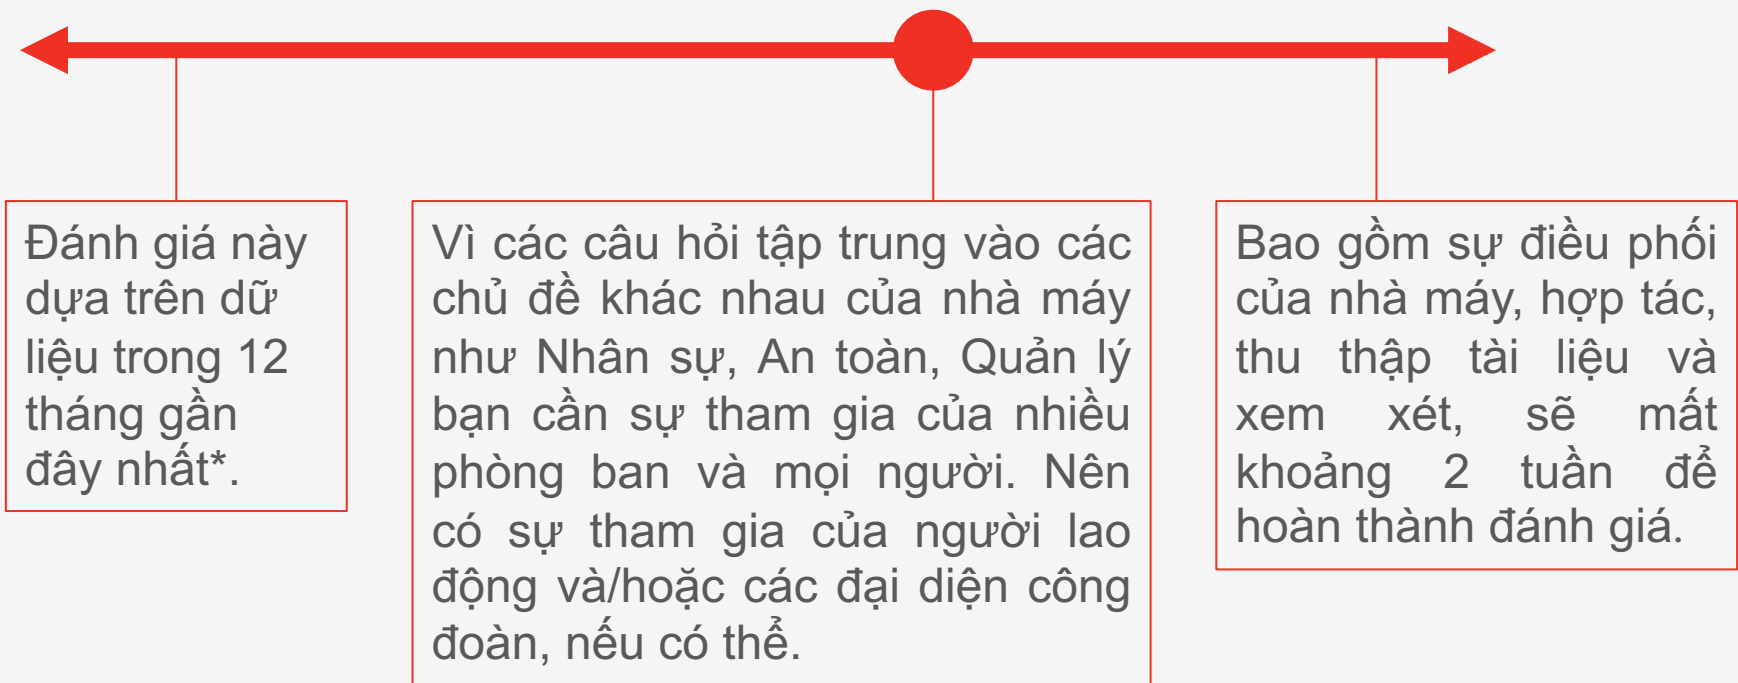 Đánh giá này
dựa trên dữ
liệu trong 12
tháng gần
đây nhất*.
Vì các câu hỏi tập trung vào các
chủ đề khác nhau của nhà máy
như Nhân sự, An toàn, Quản lý
bạn cần sự tham gia của nhiều
phòng ban và mọi người. Nên
có sự tham gia của người lao
động và/hoặc các đại diện công
đoàn, nếu có thể.
Bao gồm sự điều phối
của nhà máy, hợp tác,
thu thập tài liệu và
xem xét, sẽ mất
khoảng 2 tuần để
hoàn thành đánh giá.